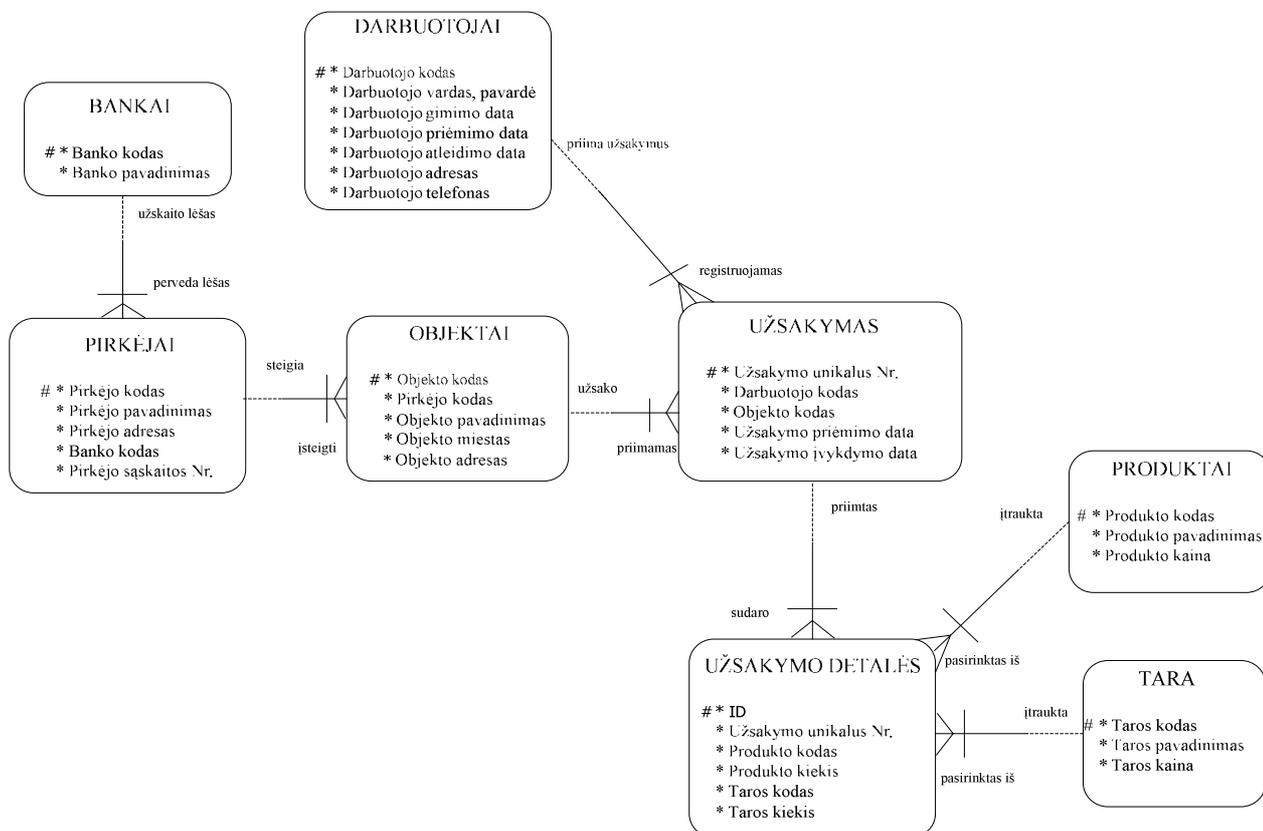 DARBUOTOJAI
# * Darbuotojo kodas
* Darbuotojo vardas, pavardė
* Darbuotojo gimimo data
* Darbuotojo priėmimo data
* Darbuotojo atleidimo data
* Darbuotojo adresas
* Darbuotojo telefonas
BANKAI
# * Banko kodas
* Banko pavadinimas
priima užsakymus
užskaito lėšas
perveda lėšas
registruojamas
PIRKĖJAI
# * Pirkėjo kodas
* Pirkėjo pavadinimas
* Pirkėjo adresas
* Banko kodas
* Pirkėjo sąskaitos Nr.
steigia
įsteigti
OBJEKTAI
# * Objekto kodas
* Pirkėjo kodas
* Objekto pavadinimas
* Objekto miestas
* Objekto adresas
užsako
priimamas
UŽSAKYMAS
# * Užsakymo unikalus Nr.
* Darbuotojo kodas
* Objekto kodas
* Užsakymo priėmimo data
* Užsakymo įvykdymo data
priimtas
sudaro
PRODUKTAI
# * Produkto kodas
* Produkto pavadinimas
* Produkto kaina
įtraukta
pasirinktas iš
UŽSAKYMO DETALĖS
# * ID
* Užsakymo unikalus Nr.
* Produkto kodas
* Produkto kiekis
* Taros kodas
* Taros kiekis
įtraukta
pasirinktas iš
TARA
# * Taros kodas
* Taros pavadinimas
* Taros kaina